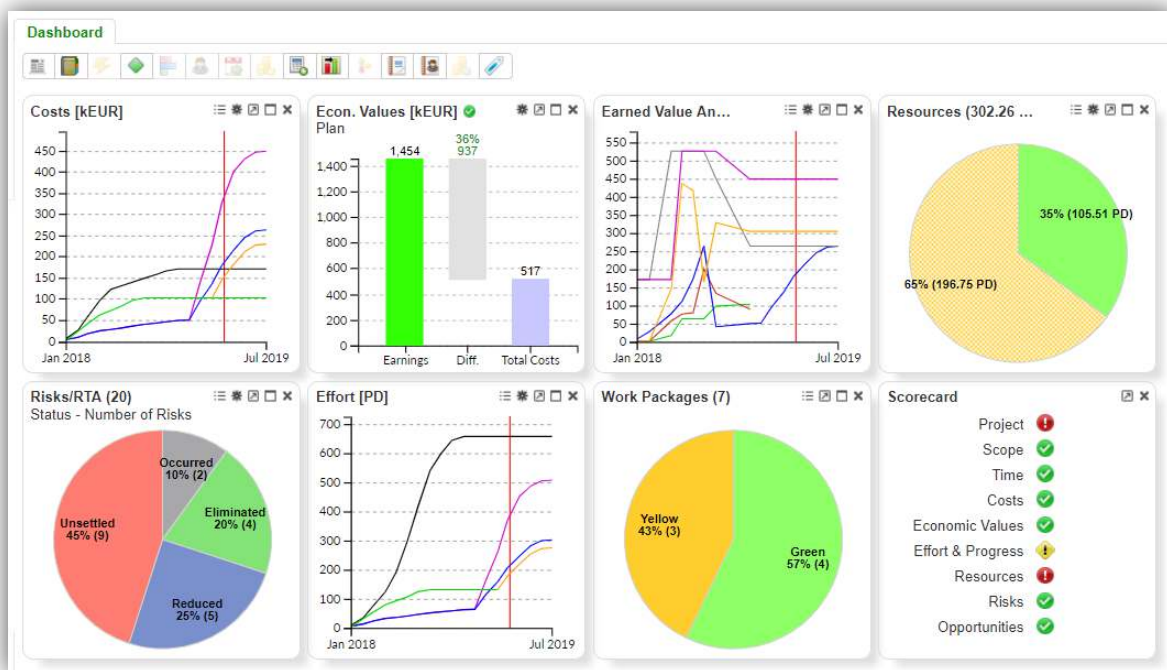 Dashboard
Costs [kEUR]
450
400
350
300
250
200
150
100
50
0
Jan 2018
Jul 2019
Econ. Values [kEUR]
Plan
1,454
36%
937
517
1,400
1,200
1,000
800
600
400
200
0
Earnings
Diff.
Total Costs
Earned Value An...
550
500
450
400
350
300
250
200
150
100
50
0
Jan 2018
Jul 2019
Resources (302.26 ...
35% (105.51 PD)
65% (196.75 PD)
Risks/RTA (20)
Status - Number of Risks
Occurred
10% (2)
Eliminated
20% (4)
Unsettled
45% (9)
Reduced
25% (5)
Effort [PD]
700
600
500
400
300
200
100
0
Jan 2018
Jul 2019
Work Packages (7)
Yellow
43% (3)
Green
57% (4)
Scorecard
Project
Scope
Time
Costs
Economic Values
Effort & Progress
Resources
Risks
Opportunities